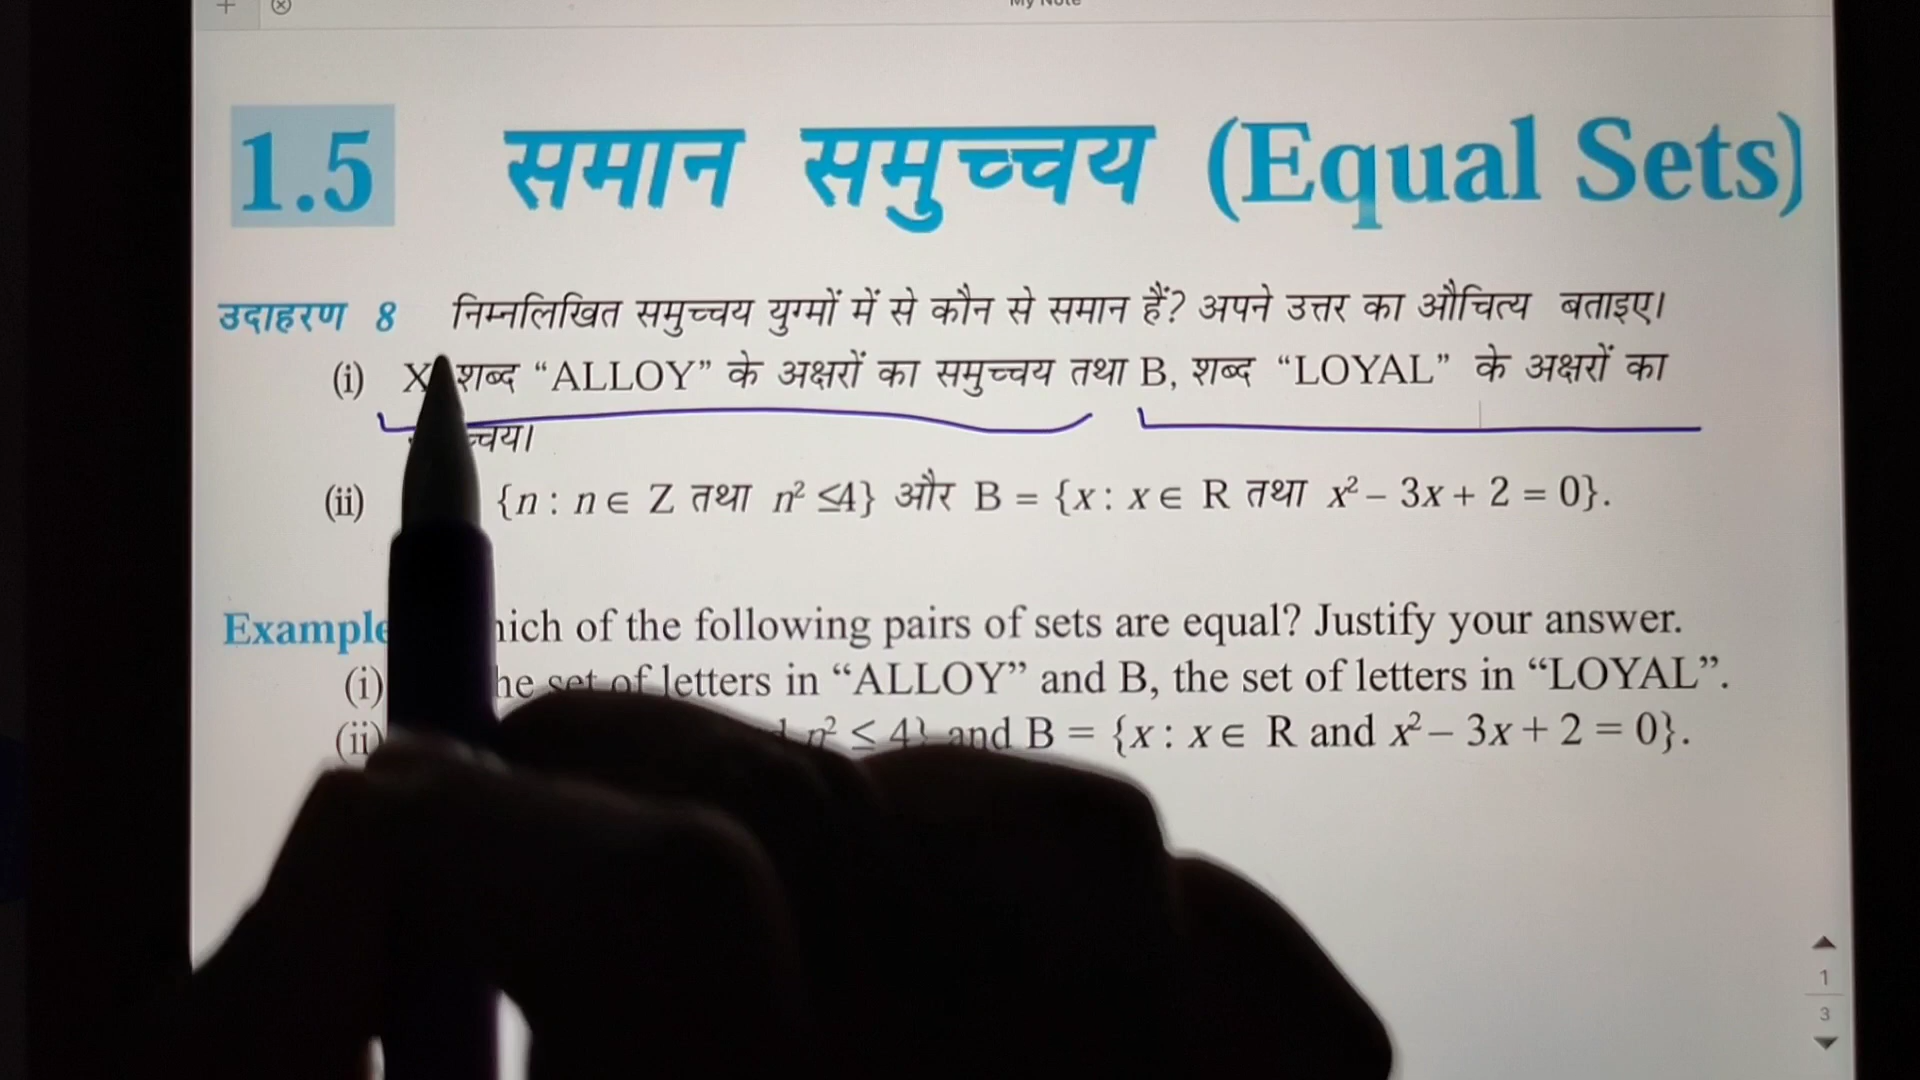 My Note
1.5 समान समुच्चय (Equal Sets)
उदाहरण 8 निम्नलिखित समुच्चय युग्मों में से कौन से समान हैं? अपने उत्तर का औचित्य बताइए।
(i) X शब्द “ALLOY” के अक्षरों का समुच्चय तथा B, शब्द “LOYAL” के अक्षरों का
(ii) {n : n ∈ Z तथा n² ≤4} और B = {x : x ∈ R तथा x² – 3x + 2 = 0}.
of the following pairs of sets are equal? Justify your answer.
(i) set of letters in “ALLOY” and B, the set of letters in “LOYAL”.
(ii) n² ≤ 4} and B = {x : x ∈ R and x² – 3x + 2 = 0}.
1
3